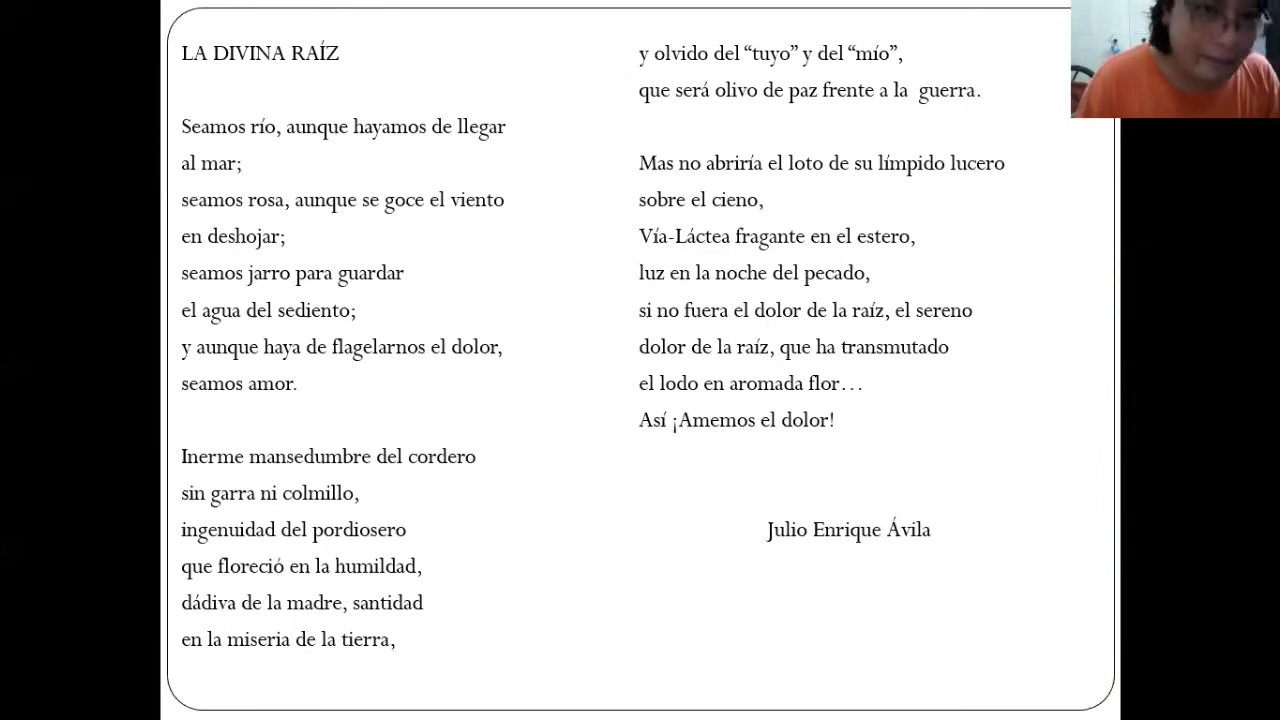 LA DIVINA RAÍZ
Seamos río, aunque hayamos de llegar
al mar;
seamos rosa, aunque se goce el viento
en deshojar;
seamos jarro para guardar
el agua del sediento;
y aunque haya de flagelarnos el dolor,
seamos amor.
Inerme mansedumbre del cordero
sin garra ni colmillo,
ingenuidad del pordiosero
que floreció en la humildad,
dádiva de la madre, santidad
en la miseria de la tierra,
y olvido del “tuyo” y del “mío”,
que será olivo de paz frente a la  guerra.
Mas no abriría el loto de su límpido lucero
sobre el cieno,
Vía-Láctea fragante en el estero,
luz en la noche del pecado,
si no fuera el dolor de la raíz, el sereno
dolor de la raíz, que ha transmutado
el lodo en aromada flor…
Así ¡Amemos el dolor!
Julio Enrique Ávila